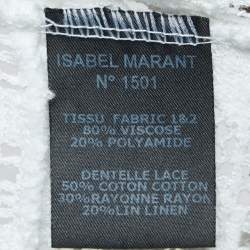 ISABEL MARANT
N° 1501
TISSU FABRIC 1&2
80% VISCOSE
20% POLYAMIDE
DENTELLE LACE
50% COTON COTTON
30%RAYONNE RAYON
20%LIN LINEN